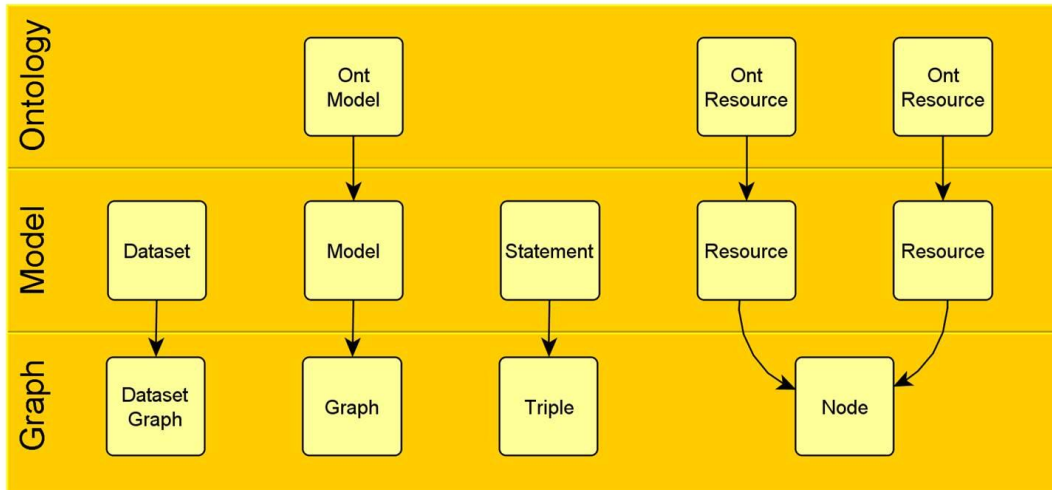 Ontology
Ont
Model
Ont
Resource
Ont
Resource
Model
Dataset
Model
Statement
Resource
Resource
Graph
Dataset
Graph
Graph
Triple
Node